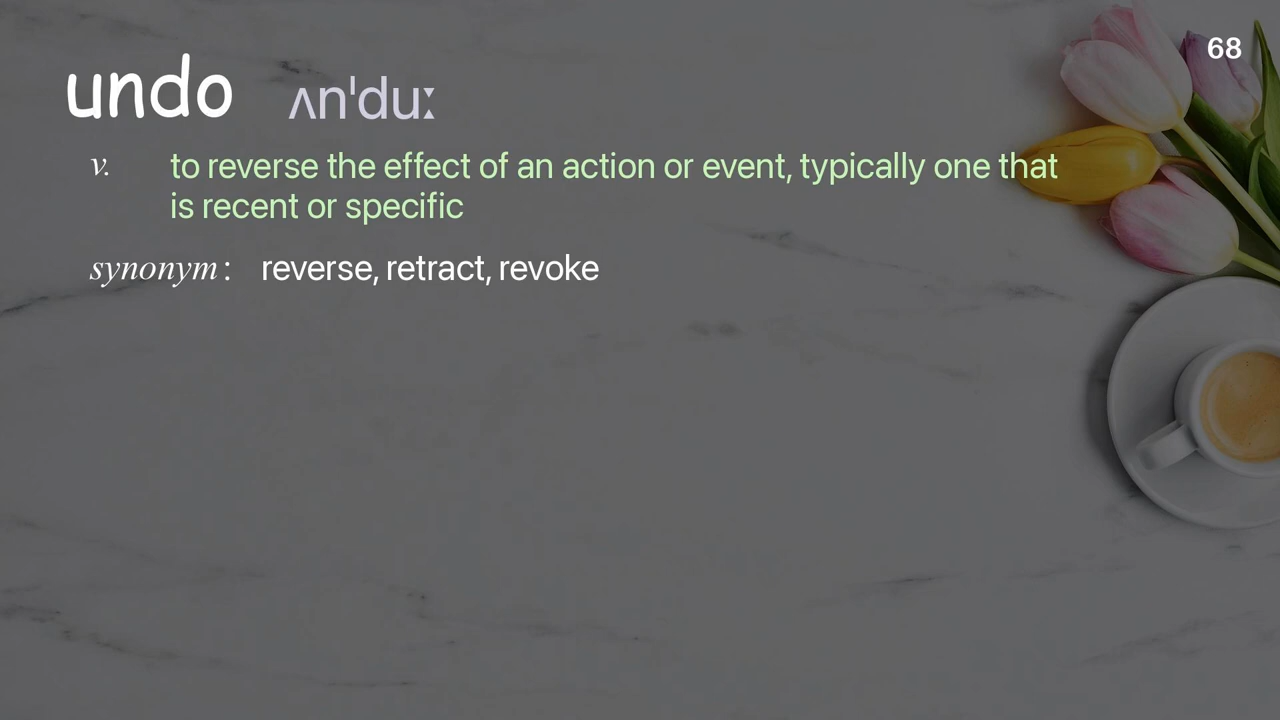 68
undo ʌnˈduː
v. to reverse the effect of an action or event, typically one that
is recent or specific
synonym: reverse, retract, revoke